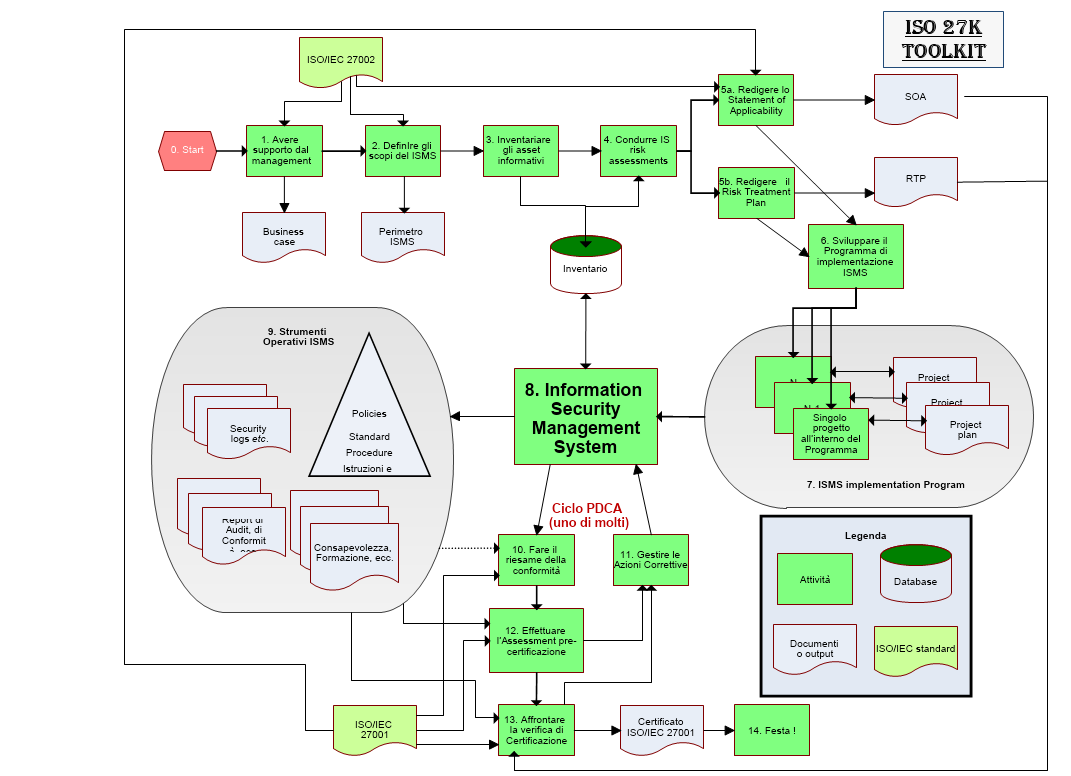 ISO 27K
TOOLKIT
ISO/IEC 27002
0. Start
1. Avere
supporto dal
management
2. DefinIre gli
scopi del ISMS
3. Inventariare
gli asset
informativi
4. Condurre IS
risk
assessments
5a. Redigere lo
Statement of
Applicability
SOA
5b. Redigere il
Risk Treatment
Plan
RTP
Business
case
Perimetro
ISMS
Inventario
6. Sviluppare il
Programma di
implementazione
ISMS
9. Strumenti
Operativi ISMS
Policies
Standard
Procedure
Istruzioni e
Security
logs etc.
Report di
Audit, di
Conformit
Consapevolezza,
Formazione, ecc.
8. Information
Security
Management
System
Project
Project
Project
plan
Singolo
progetto
all'interno del
Programma
7. ISMS implementation Program
Ciclo PDCA
(uno di molti)
10. Fare il
riesame della
conformità
11. Gestire le
Azioni Correttive
12. Effettuare
l'Assessment pre-
certificazione
ISO/IEC
27001
13. Affrontare
la verifica di
Certificazione
Certificato
ISO/IEC 27001
14. Festa !
Legenda
Attività
Database
Documenti
o output
ISO/IEC standard